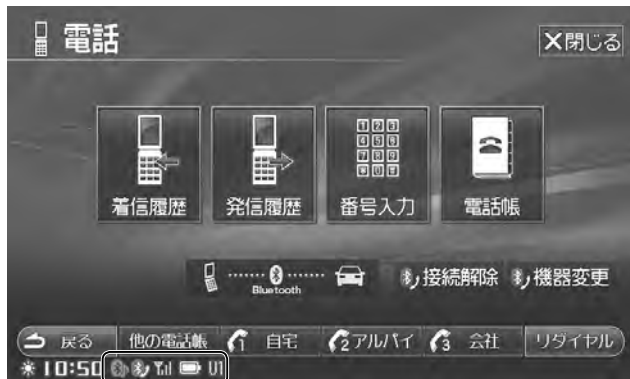 電話
×閉じる
着信履歴 発信履歴 番号入力 電話帳
Bluetooth 接続解除 機器変更
戻る 他の電話帳 1 自宅 2 アルパイ 3 会社 リダイヤル
10:50 U1